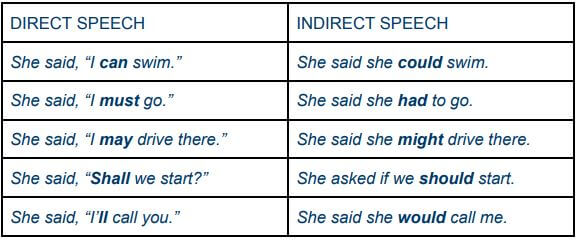 DIRECT SPEECH INDIRECT SPEECH
She said, “I can swim.” She said she could swim.
She said, “I must go.” She said she had to go.
She said, “I may drive there.” She said she might drive there.
She said, “Shall we start?” She asked if we should start.
She said, “I’ll call you.” She said she would call me.